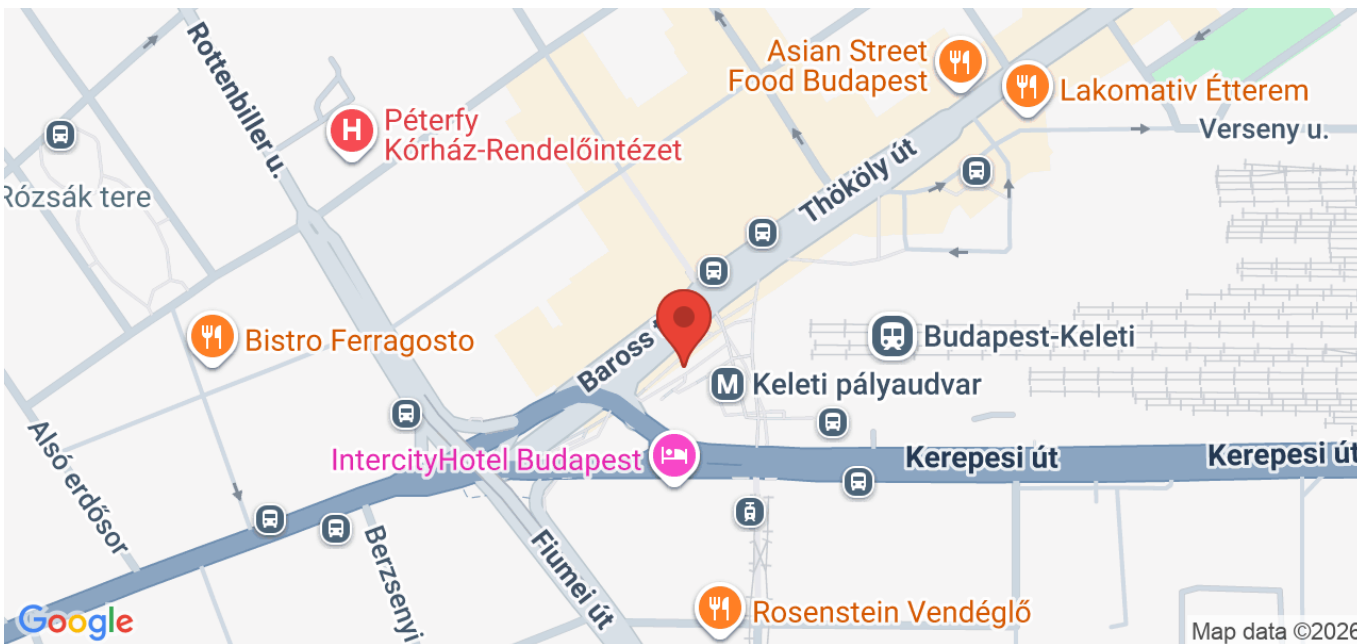 Rottenbiller u.
Asian Street
Food Budapest
Lakomativ Étterem
H
Péterfy
Kórház-Rendelőintézet
Verseny u.
Rózsák tere
Thököly út
Bistro Ferragosto
Baross
Budapest-Keleti
M
Keleti pályaudvar
IntercityHotel Budapest
Kerepesi út
Kerepesi út
Alsó erdősor
Berzsenyi
Fiumei út
Rosenstein Vendéglő
Google
Map data ©2026